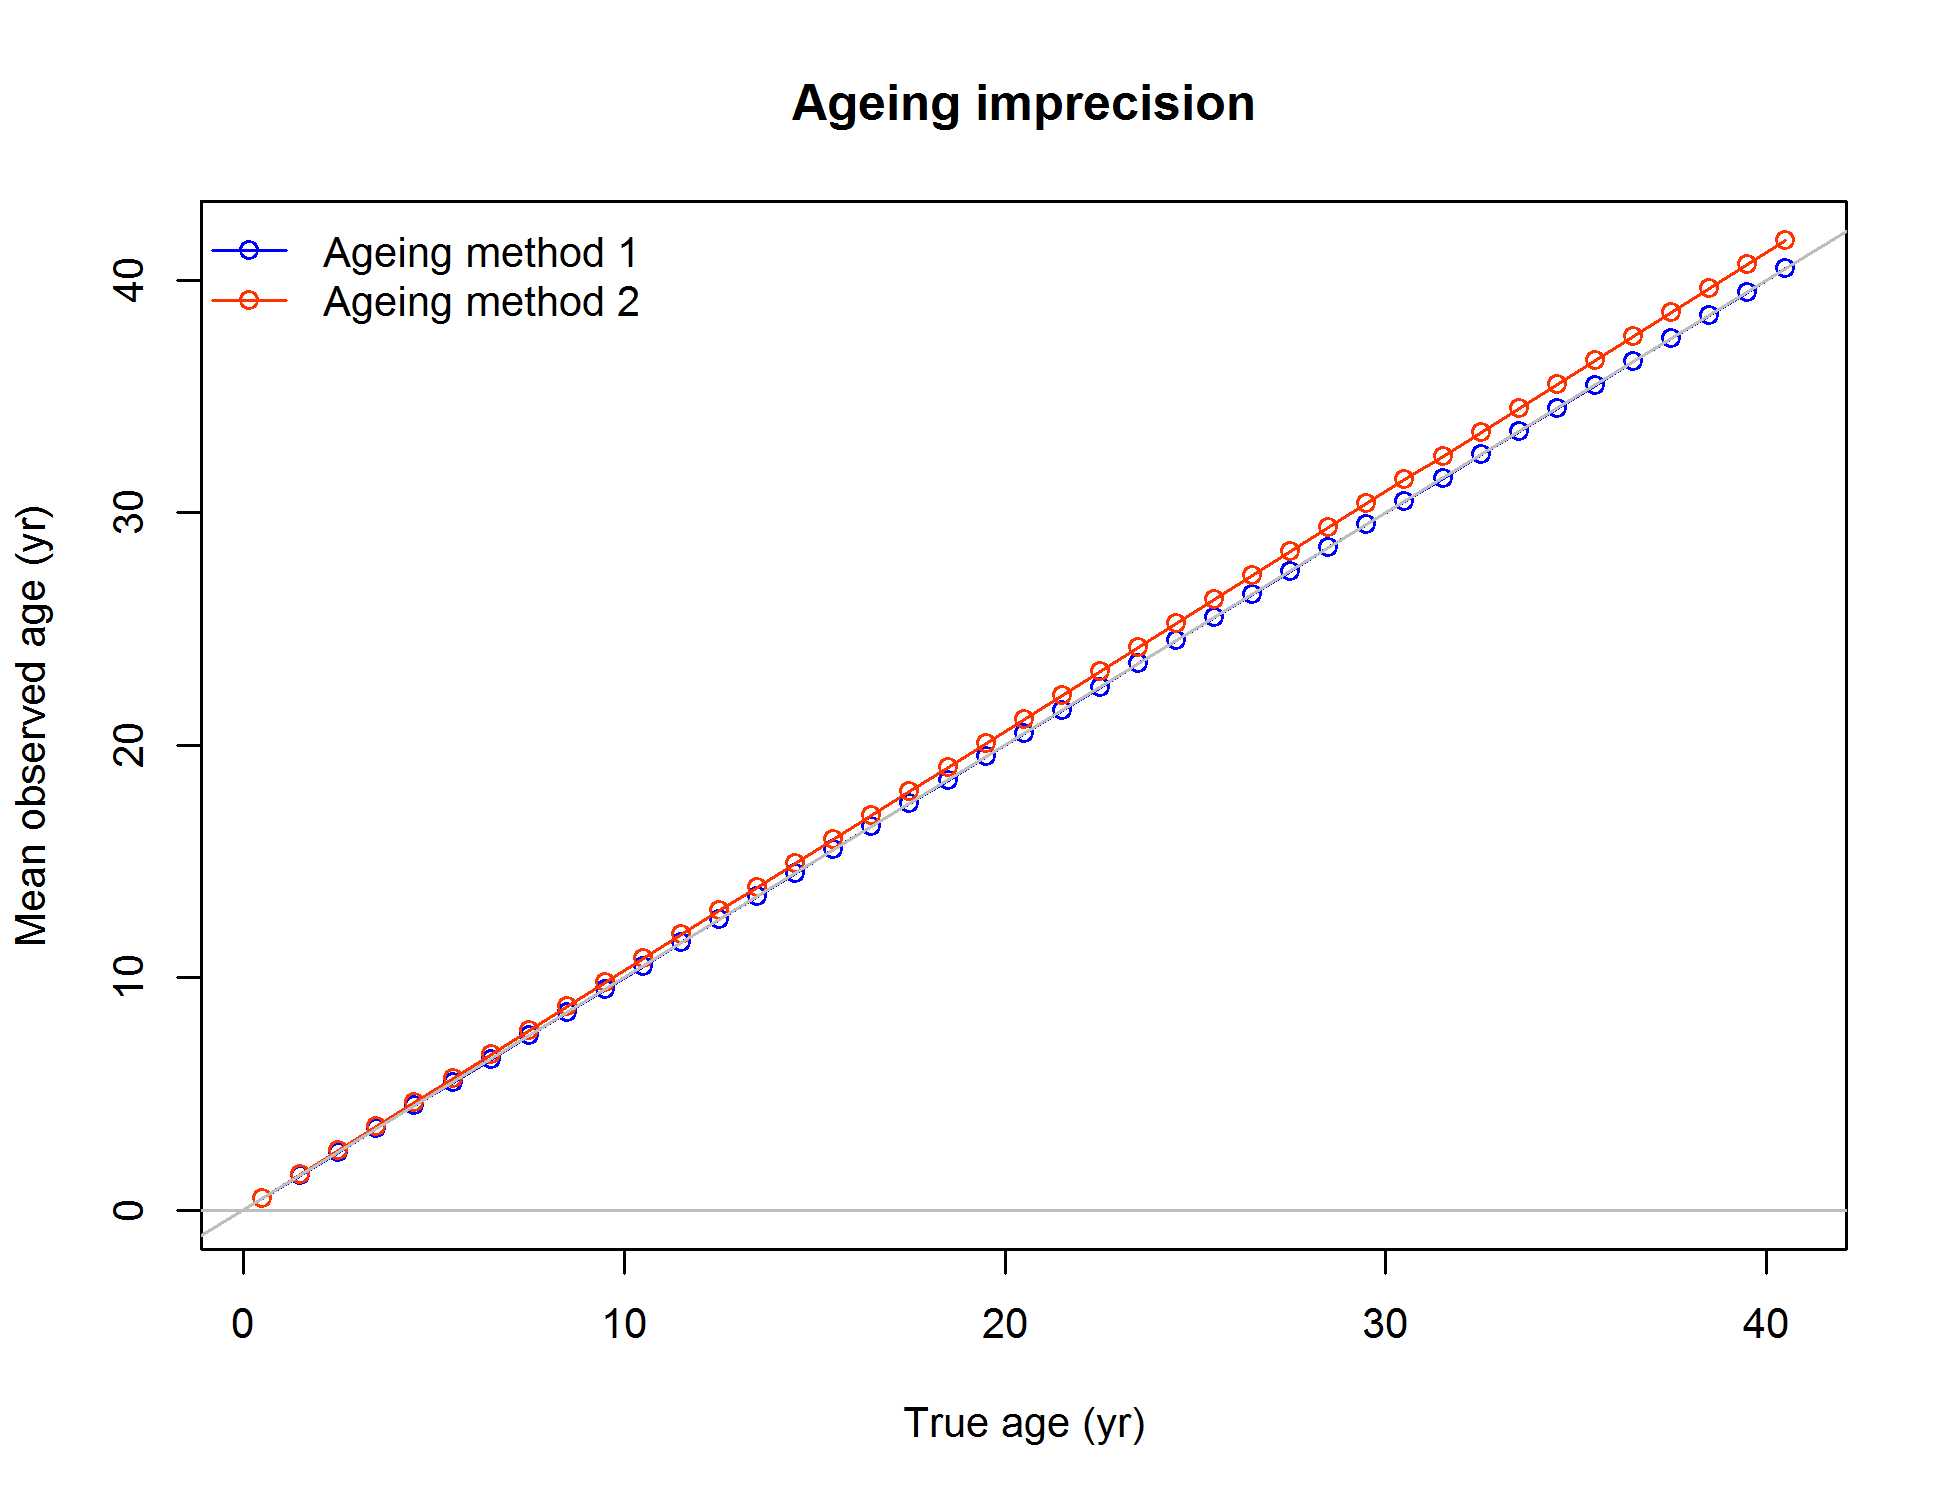 Ageing imprecision
Ageing method 1
Ageing method 2
Mean observed age (yr)
40
30
20
10
0
0 10 20 30 40
True age (yr)